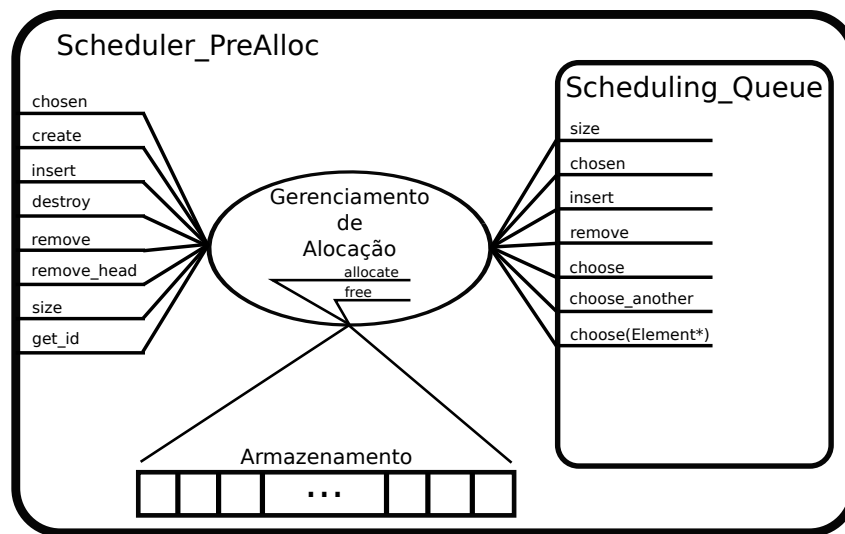 Scheduler_PreAlloc
chosen
create
insert
destroy
remove
remove_head
size
get_id
Gerenciamento
de
Alocação
allocate
free
Armazenamento
...
Scheduling_Queue
size
chosen
insert
remove
choose
choose_another
choose(Element*)